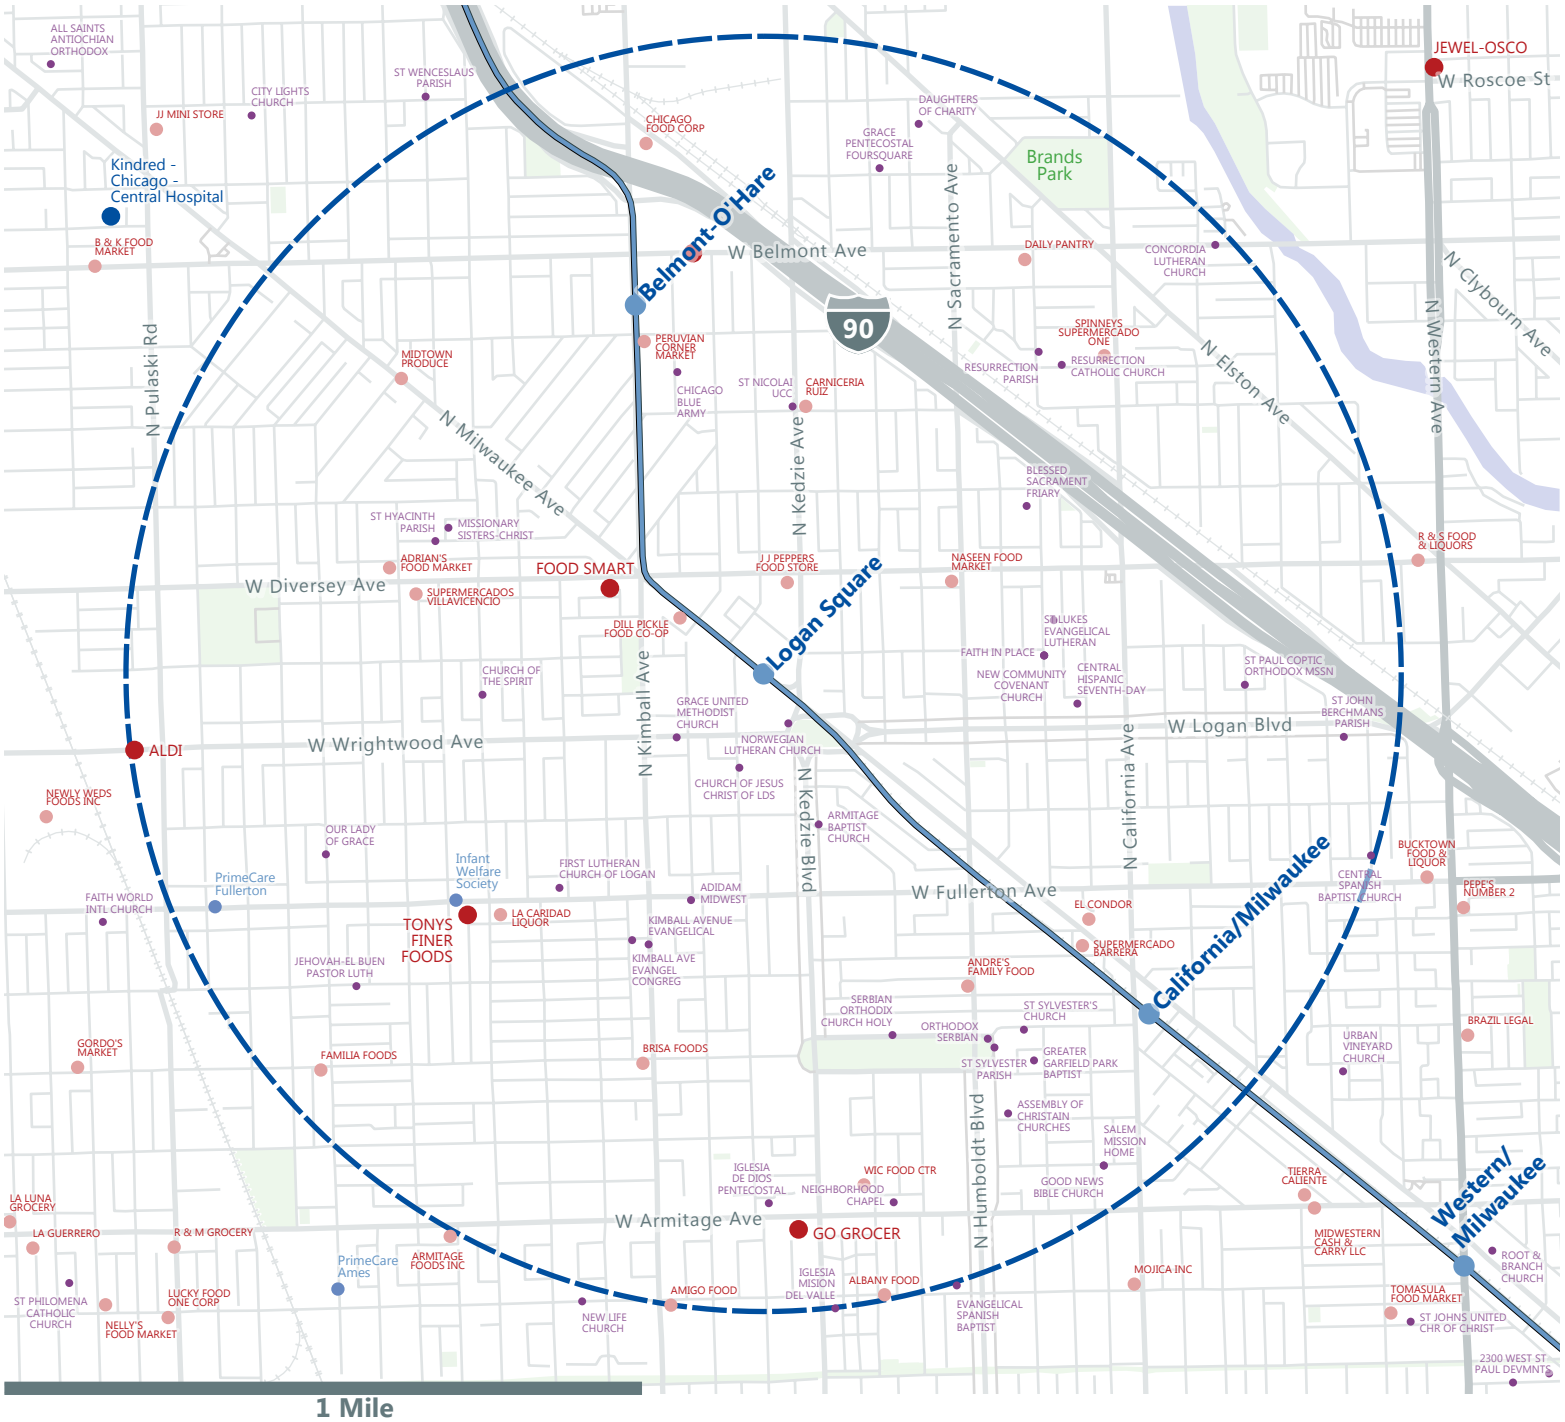 ALL SAINTS
ANTIOCHIAN
ORTHODOX
CITY LIGHTS
CHURCH
ST WENCESLAUS
PARISH
JJ MINI STORE
CHICAGO
FOOD CORP
DAUGHTERS
OF CHARITY
GRACE
PENTECOSTAL
FOURSQUARE
Brands
Park
JEWEL-OSCO
W Roscoe St
Kindred -
Chicago -
Central Hospital
B & K FOOD
MARKET
Belmont-O'Hare
W Belmont Ave
N Sacramento Ave
DAILY PANTRY
CONCORDIA
LUTHERAN
CHURCH
N Clybourn Ave
N Western Ave
N Elston Ave
90
SPINNEYS
SUPERMERCADO
ONE
RESURRECTION
PARISH
RESURRECTION
CATHOLIC CHURCH
N Pulaski Rd
MIDTOWN
PRODUCE
PERUVIAN
CORNER
MARKET
CHICAGO
BLUE
ARMY
ST NICOLAI
UCC
CARNICERIA
RUIZ
N Milwaukee Ave
N Kedzie Ave
BLESSED
SACRAMENT
FRIARY
ST HYACINTH
PARISH
MISSIONARY
SISTERS-CHRIST
ADRIAN'S
FOOD MARKET
SUPERMERCADOS
VILLAVICENCIO
W Diversey Ave
FOOD SMART
J J PEPPERS
FOOD STORE
NASEEN FOOD
MARKET
R & S FOOD
& LIQUORS
DILL PICKLE
FOOD CO-OP
Logan Square
ST LUKES
EVANGELICAL
LUTHERAN
FAITH IN PLACE
NEW COMMUNITY
COVENANT
CHURCH
CENTRAL
HISPANIC
SEVENTH-DAY
ST PAUL COPTIC
ORTHODOX MSSN
ST JOHN
BERCHMANS
PARISH
CHURCH OF
THE SPIRIT
N Kimball Ave
GRACE UNITED
METHODIST
CHURCH
NORWEGIAN
LUTHERAN CHURCH
W Logan Blvd
W Wrightwood Ave
ALDI
CHURCH OF JESUS
CHRIST OF LDS
N Kedzie Blvd
N California Ave
NEWLY WEDS
FOODS INC
ARMITAGE
BAPTIST
CHURCH
OUR LADY
OF GRACE
PrimeCare
Fullerton
Infant
Welfare
Society
FIRST LUTHERAN
CHURCH OF LOGAN
ADIDAM
MIDWEST
W Fullerton Ave
California/Milwaukee
CENTRAL
SPANISH
BAPTIST CHURCH
BUCKTOWN
FOOD &
LIQUOR
PEPE'S
NUMBER 2
FAITH WORLD
INTL CHURCH
TONYS
FINER
FOODS
LA CARIDAD
LIQUOR
KIMBALL AVENUE
EVANGELICAL
KIMBALL AVE
EVANGEL
CONGREG
EL CONDOR
SUPERMERCADO
BARRERA
JEHOVAH-EL BUEN
PASTOR LUTH
ANDRE'S
FAMILY FOOD
SERBIAN
ORTHODIX
CHURCH HOLY
ORTHODOX
SERBIAN
ST SYLVESTER'S
CHURCH
ST SYLVESTER
PARISH
GREATER
GARFIELD PARK
BAPTIST
URBAN
VINEYARD
CHURCH
BRAZIL LEGAL
GORDO'S
MARKET
FAMILIA FOODS
BRISA FOODS
ASSEMBLY OF
CHRISTAIN
CHURCHES
SALEM
MISSION
HOME
N Humboldt Blvd
GOOD NEWS
BIBLE CHURCH
IGLESIA
DE DIOS
PENTECOSTAL
WIC FOOD CTR
NEIGHBORHOOD
CHAPEL
TIERRA
CALIENTE
Western/
Milwaukee
LA LUNA
GROCERY
LA GUERRERO
R & M GROCERY
W Armitage Ave
GO GROCER
MIDWESTERN
CASH &
CARRY LLC
ROOT &
BRANCH
CHURCH
ARMITAGE
FOODS INC
PrimeCare
Ames
AMIGO FOOD
IGLESIA
MISION
DEL VALLE
ALBANY FOOD
MOJICA INC
TOMASULA
FOOD MARKET
ST PHILOMENA
CATHOLIC
CHURCH
NELLY'S
FOOD MARKET
LUCKY FOOD
ONE CORP
NEW LIFE
CHURCH
EVANGELICAL
SPANISH
BAPTIST
ST JOHNS UNITED
CHR OF CHRIST
2300 WEST ST
PAUL DEVMNTS
1 Mile